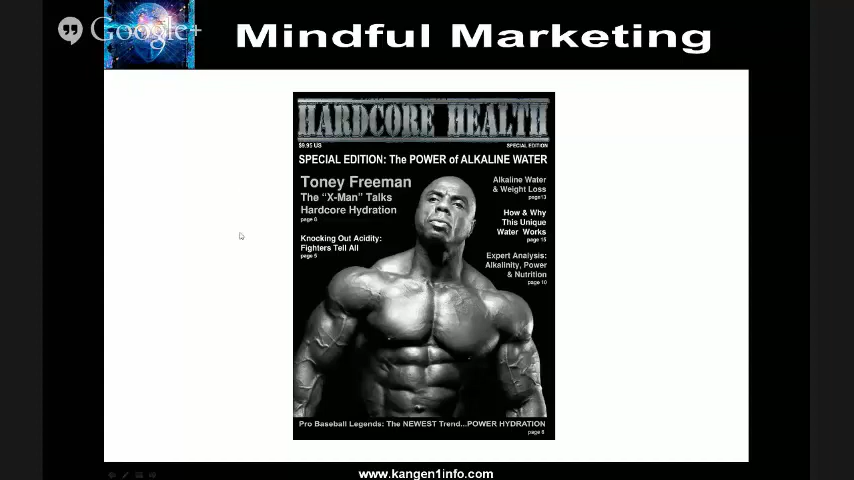 Google+
Mindful Marketing
HARDCORE HEALTH
$9.95 US
SPECIAL EDITION
SPECIAL EDITION: The POWER of ALKALINE WATER
Toney Freeman
The "X-Man" Talks
Hardcore Hydration
page 6
Knocking Out Acidity:
Fighters Tell All
page 5
Alkaline Water
& Weight Loss
page13
How & Why
This Unique
Water Works
page 15
Expert Analysis:
Alkalinity, Power
& Nutrition
page 10
Pro Baseball Legends: The NEWEST Trend...POWER HYDRATION
page 8
www.kangen1info.com